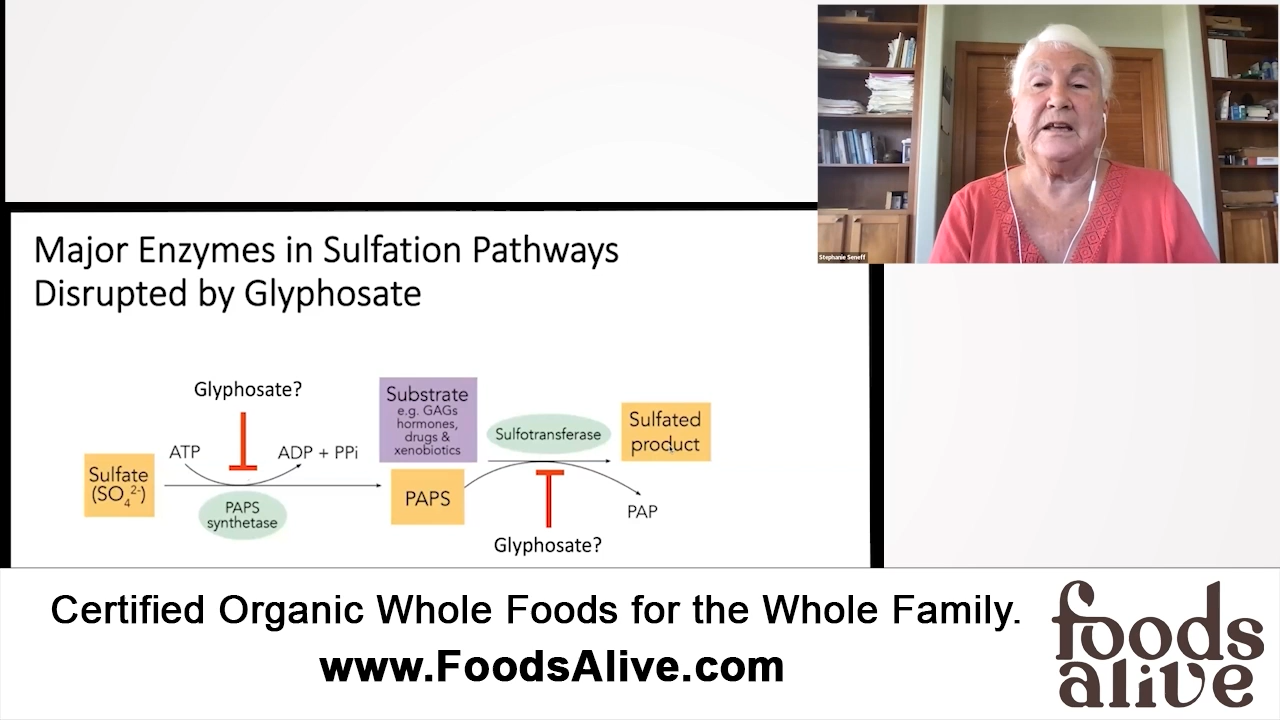 Stephanie Seneff
Major Enzymes in Sulfation Pathways
Disrupted by Glyphosate
Glyphosate?
ATP
ADP + PPi
Sulfate
(SO₄²⁻)
PAPS
synthetase
Substrate
e.g. GAGs
hormones,
drugs &
xenobiotics
PAPS
Sulfotransferase
Sulfated
product
PAP
Glyphosate?
Certified Organic Whole Foods for the Whole Family.
www.FoodsAlive.com
foods
alive